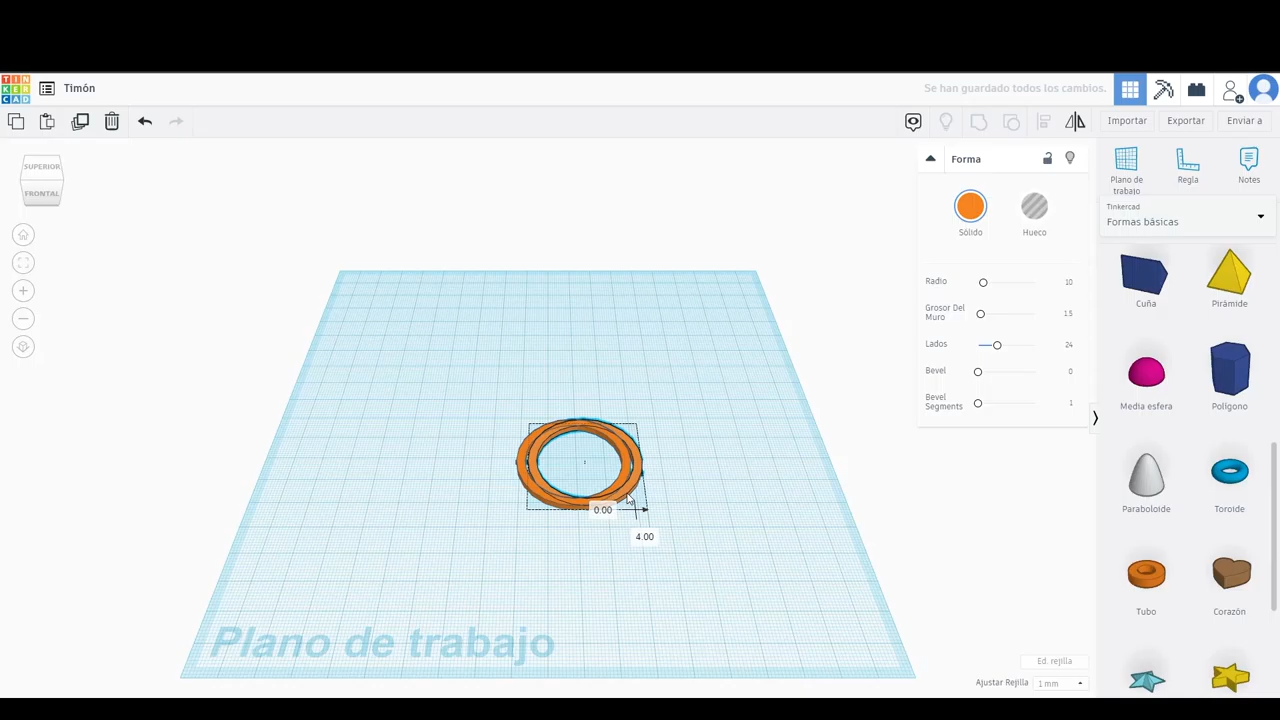 TIN
KER
CAD
Timón
Se han guardado todos los cambios.
Importar
Exportar
Enviar a
SUPERIOR
FRONTAL
Forma
Sólido
Hueco
Radio
10
Grosor Del
Muro
1.5
Lados
24
Bevel
0
Bevel
Segments
1
Plano de
trabajo
Regla
Notes
Tinkercad
Formas básicas
Cuña
Pirámide
Media esfera
Polígono
Paraboloide
Toroide
Tubo
Corazón
0.00
4.00
Plano de trabajo
Ed. rejilla
Ajustar Rejilla
1 mm